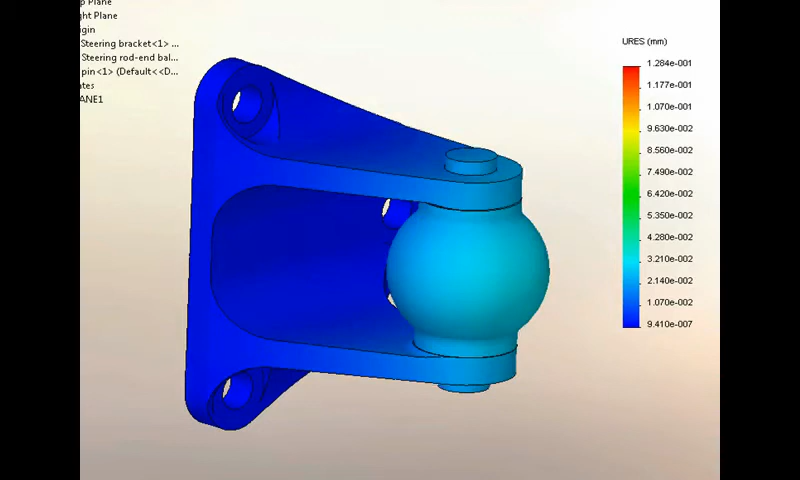 p Plane
ght Plane
igin
Steering bracket<1> ...
Steering rod-end bal...
pin<1> (Default<<D...
ates
ANE1
URES (mm)
1.284e-001
1.177e-001
1.070e-001
9.630e-002
8.560e-002
7.490e-002
6.420e-002
5.350e-002
4.280e-002
3.210e-002
2.140e-002
1.070e-002
9.410e-007